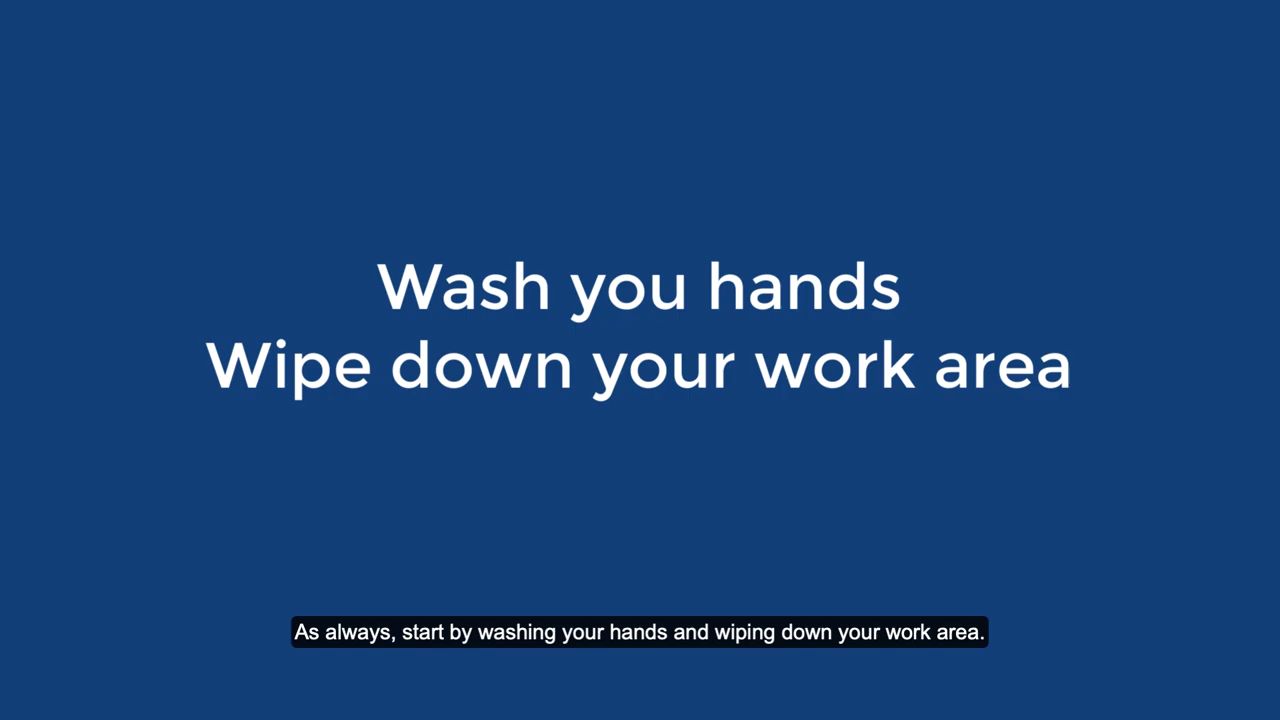 Wash you hands
Wipe down your work area
As always, start by washing your hands and wiping down your work area.